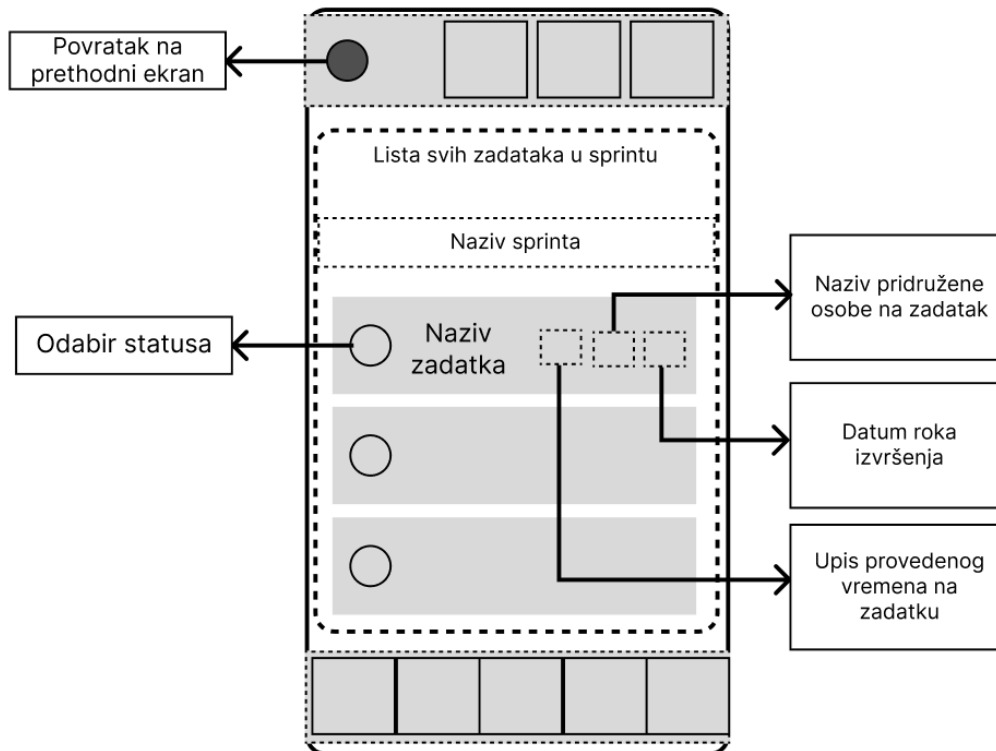 Povratak na
prethodni ekran
Lista svih zadataka u sprintu
Naziv sprinta
Naziv pridružene
osobe na zadatak
Odabir statusa
Naziv
zadatka
Datum roka
izvršenja
Upis provedenog
vremena na
zadatku